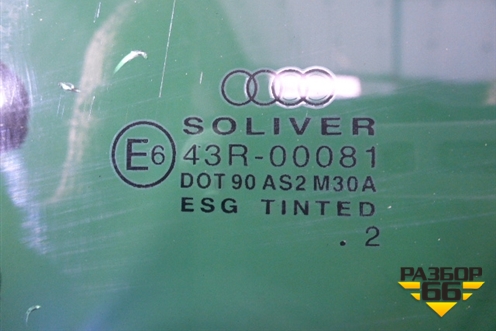 SOLIVER
E6 43R-00081
DOT 90 AS2 M30A
ESG TINTED
. 2
РАЗБОР
66